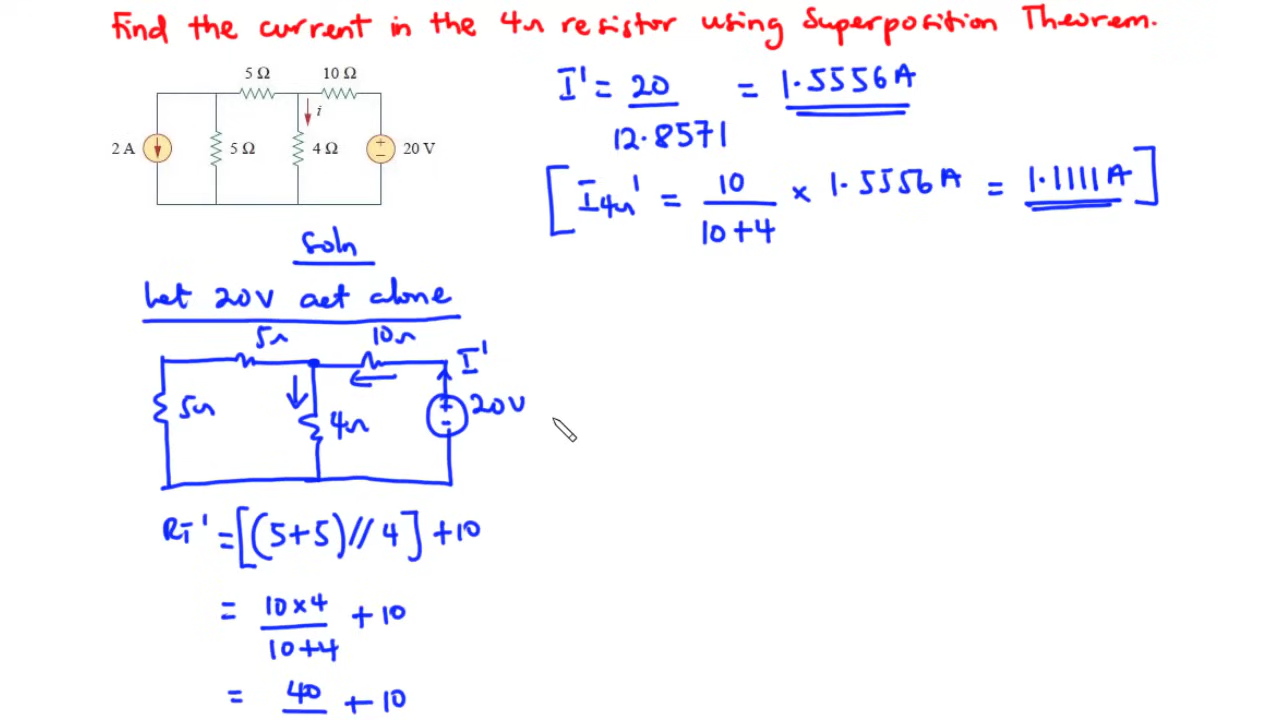 Find the current in the 4Ω resistor using Superposition Theorem.
5 Ω 10 Ω
i
2 A 5 Ω 4 Ω + − 20 V
Soln
Let 20V act alone
5Ω 10Ω I'
5Ω 4Ω + - 20V
RT' = [(5+5)//4] +10
= 10×4 / 10+4 + 10
= 40 + 10
I' = 20 / 12.8571 = 1.5556A
[I4Ω' = 10 / 10+4 × 1.5556A = 1.1111A]